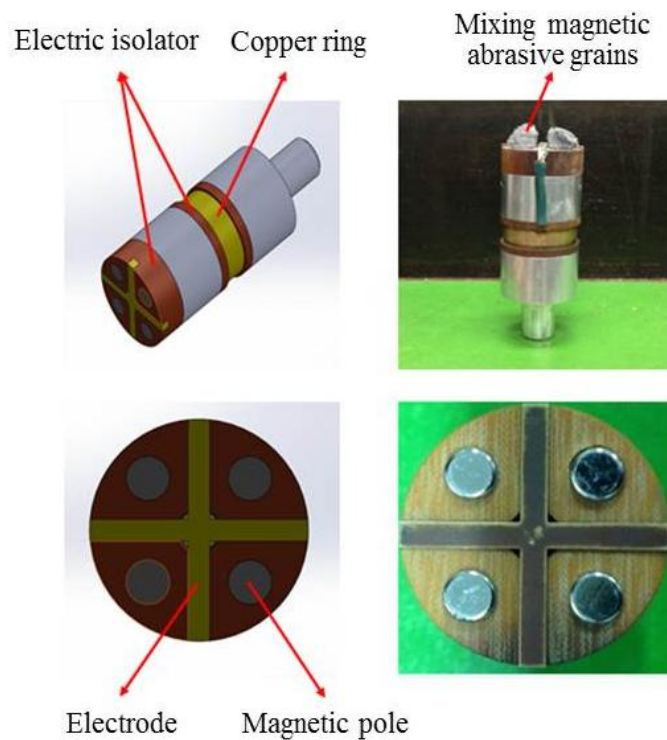 Electric isolator
Copper ring
Mixing magnetic
abrasive grains
Electrode
Magnetic pole